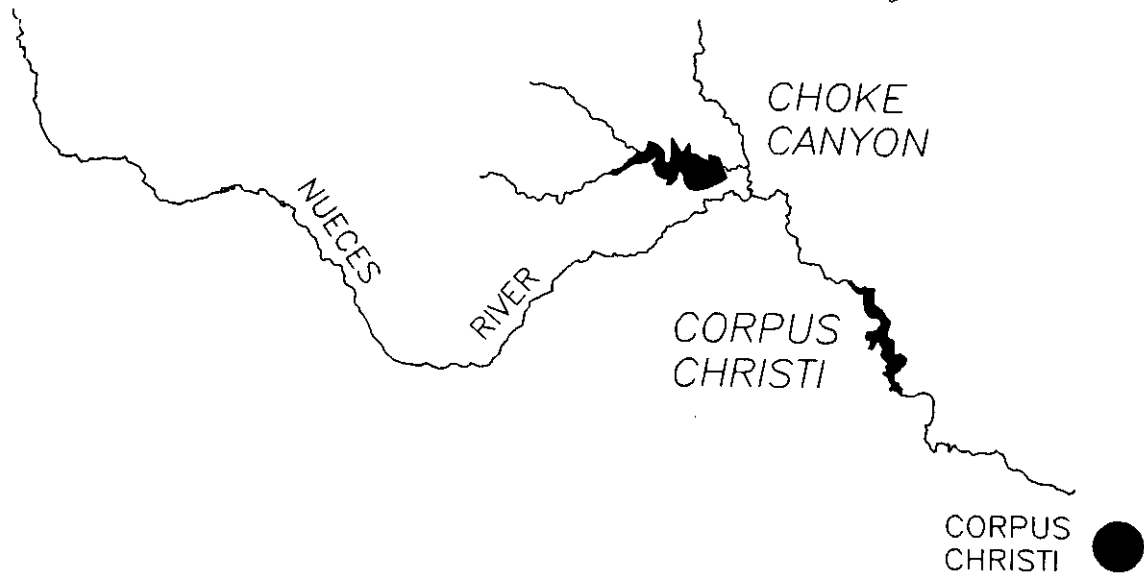 CHOKE
CANYON
NUECES
RIVER
CORPUS
CHRISTI
CORPUS
CHRISTI